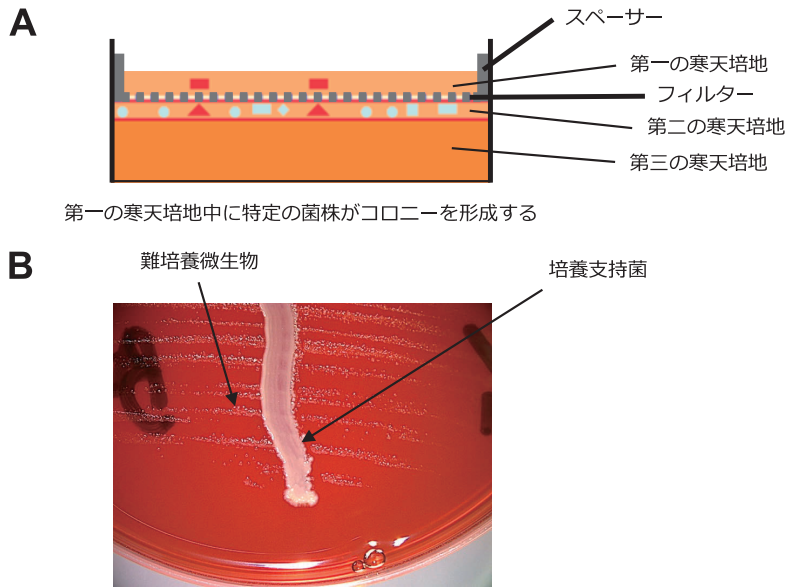 A
スペーサー
第一の寒天培地
フィルター
第二の寒天培地
第三の寒天培地
第一の寒天培地中に特定の菌株がコロニーを形成する
B
難培養微生物
培養支持菌